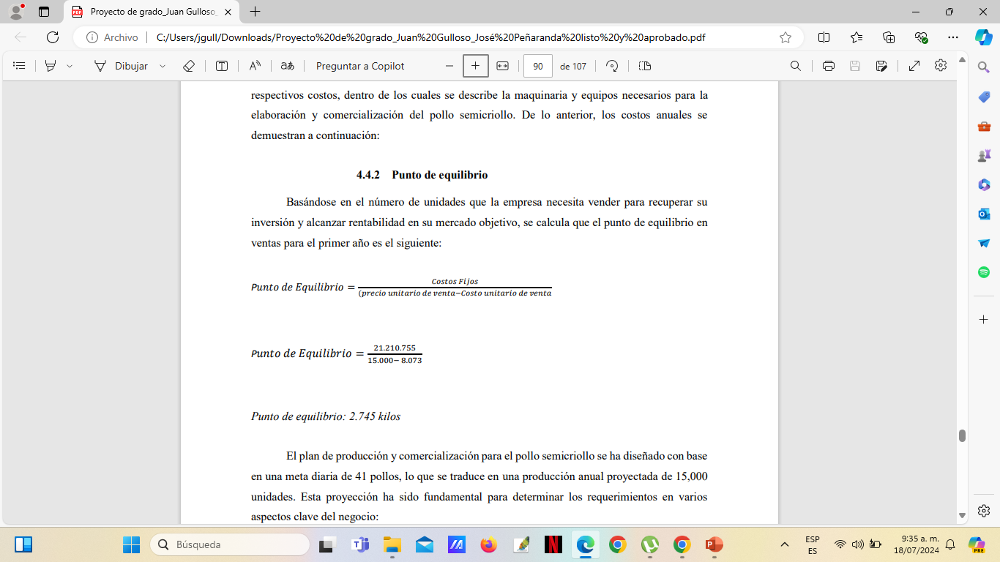 Proyecto de grado_Juan Gulloso_
Archivo
C:/Users/jgull/Downloads/Proyecto%20de%20grado_Juan%20Gulloso_José%20Peñaranda%20listo%20y%20aprobado.pdf
Dibujar
aあ
Preguntar a Copilot
90
de 107
respectivos costos, dentro de los cuales se describe la maquinaria y equipos necesarios para la
elaboración y comercialización del pollo semicriollo. De lo anterior, los costos anuales se
demuestran a continuación:
4.4.2 Punto de equilibrio
Basándose en el número de unidades que la empresa necesita vender para recuperar su
inversión y alcanzar rentabilidad en su mercado objetivo, se calcula que el punto de equilibrio en
ventas para el primer año es el siguiente:
Punto de Equilibrio =
Costos Fijos
(precio unitario de venta−Costo unitario de venta
Punto de Equilibrio =
21.210.755
15.000− 8.073
Punto de equilibrio: 2.745 kilos
El plan de producción y comercialización para el pollo semicriollo se ha diseñado con base
en una meta diaria de 41 pollos, lo que se traduce en una producción anual proyectada de 15,000
unidades. Esta proyección ha sido fundamental para determinar los requerimientos en varios
aspectos clave del negocio:
Búsqueda
ESP
ES
9:35 a. m.
18/07/2024
PRE